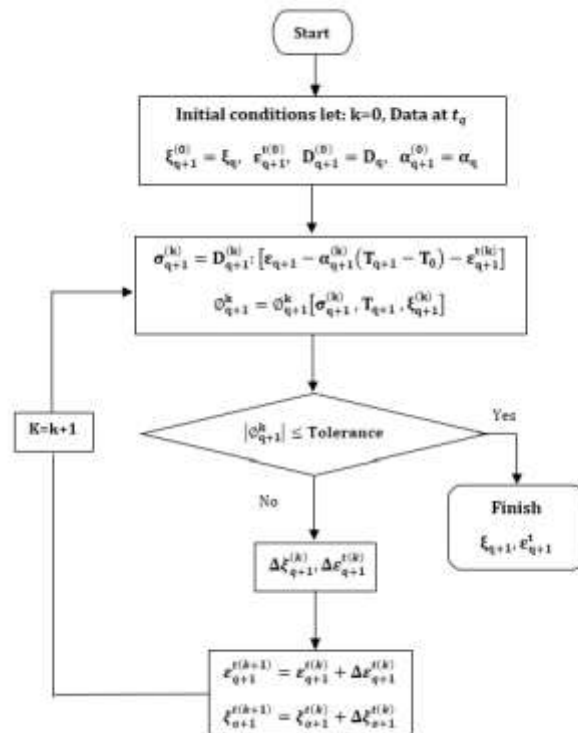 Start
Initial conditions let: k=0, Data at t_q
ξ_{q+1}^{(0)} = ξ_q, ε_{q+1}^{t(0)}, D_{q+1}^{(0)} = D_q, α_{q+1}^{(0)} = α_q
σ_{q+1}^{(k)} = D_{q+1}^{(k)}: [ε_{q+1} − α_{q+1}^{(k)}(T_{q+1} − T_0) − ε_{q+1}^{t(k)}]
∅_{q+1}^{k} = ∅_{q+1}^{k}[σ_{q+1}^{(k)}, T_{q+1}, ξ_{q+1}^{(k)}]
K=k+1
|∅_{q+1}^{k}| ≤ Tolerance
Yes
No
Finish
ξ_{q+1}, ε_{q+1}^{t}
Δξ_{q+1}^{(k)}, Δε_{q+1}^{t(k)}
ε_{q+1}^{t(k+1)} = ε_{q+1}^{t(k)} + Δε_{q+1}^{t(k)}
ξ_{q+1}^{t(k+1)} = ξ_{q+1}^{t(k)} + Δξ_{q+1}^{t(k)}